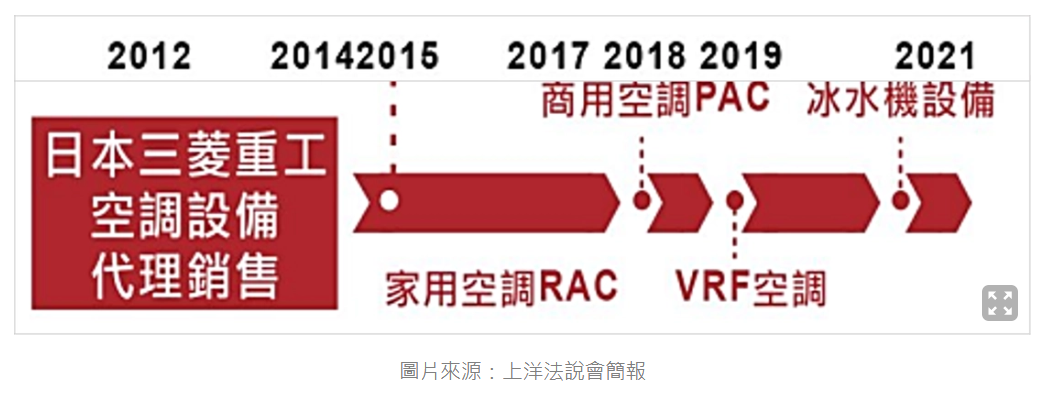 2012 20142015 2017 2018 2019 2021
商用空調PAC 冰水機設備
日本三菱重工
空調設備
代理銷售
家用空調RAC VRF空調
圖片來源：上洋法說會簡報